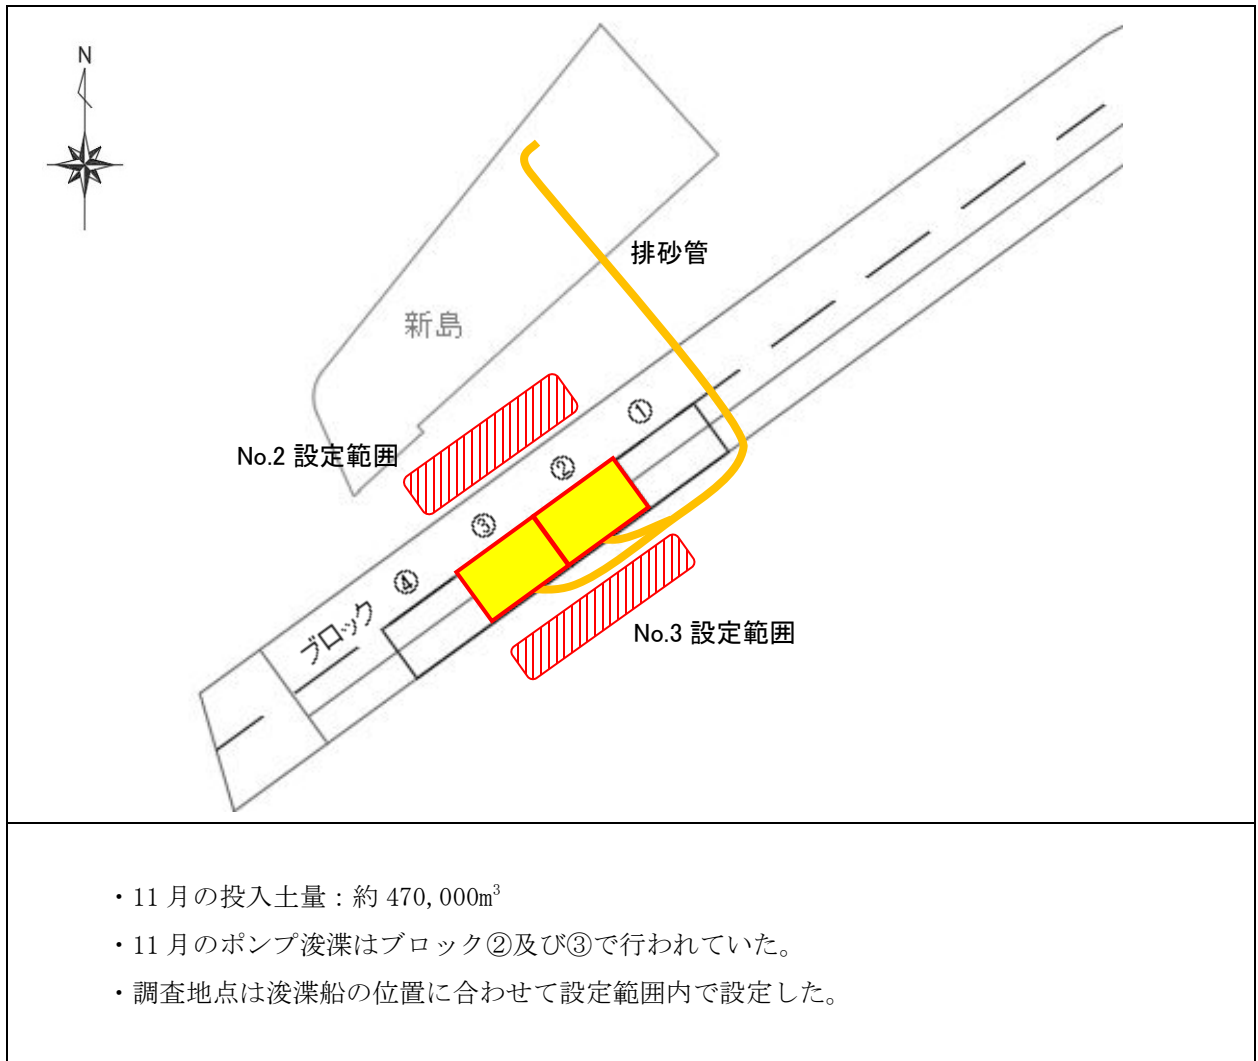 N
排砂管
新島
①
No.2 設定範囲
②
③
④
ブロック
No.3 設定範囲
・11 月の投入土量：約 470,000m³
・11 月のポンプ浚渫はブロック②及び③で行われていた。
・調査地点は浚渫船の位置に合わせて設定範囲内で設定した。